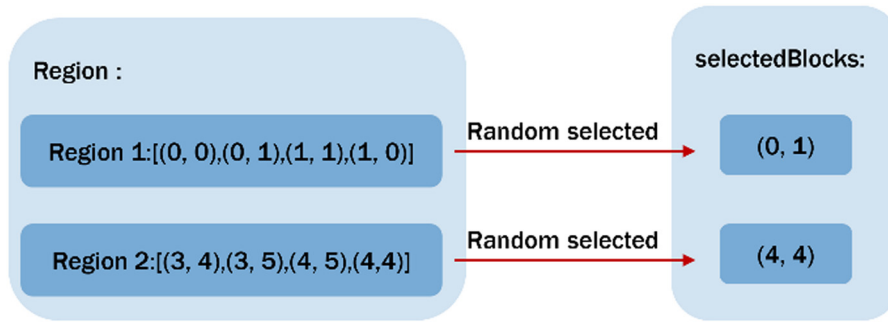 Region :
selectedBlocks:
Region 1:[(0, 0),(0, 1),(1, 1),(1, 0)]
Random selected
(0, 1)
Region 2:[(3, 4),(3, 5),(4, 5),(4,4)]
Random selected
(4, 4)